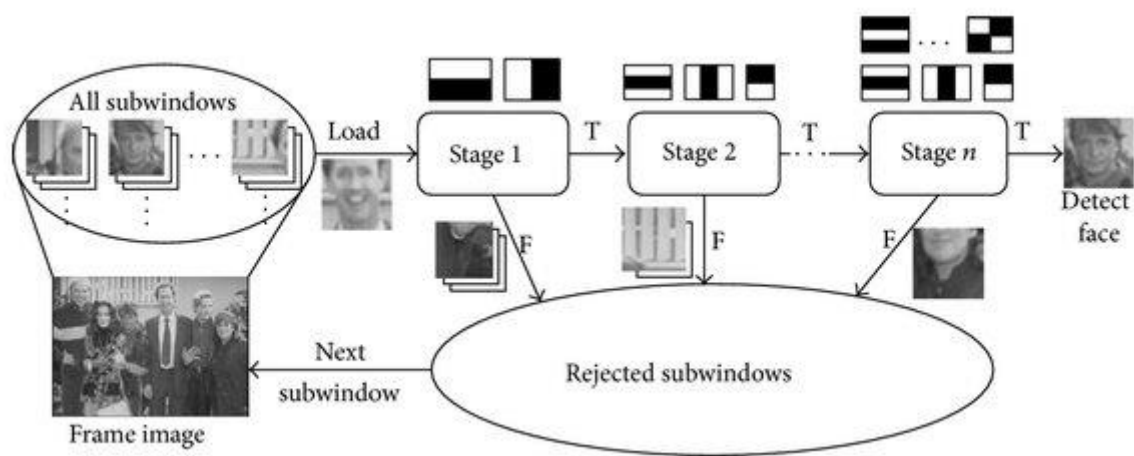 All subwindows
. . .
Load
Stage 1
T
Stage 2
T
. . . .
. . .
Stage n
T
Detect
face
F
F
F
Rejected subwindows
Next
subwindow
Frame image